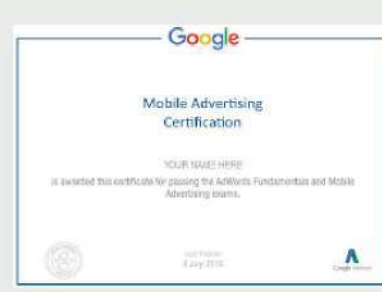 Google
Mobile Advertising
Certification
YOUR NAME HERE
is awarded this certificate for passing the AdWords Fundamentals and Mobile
Advertising exams.
Google